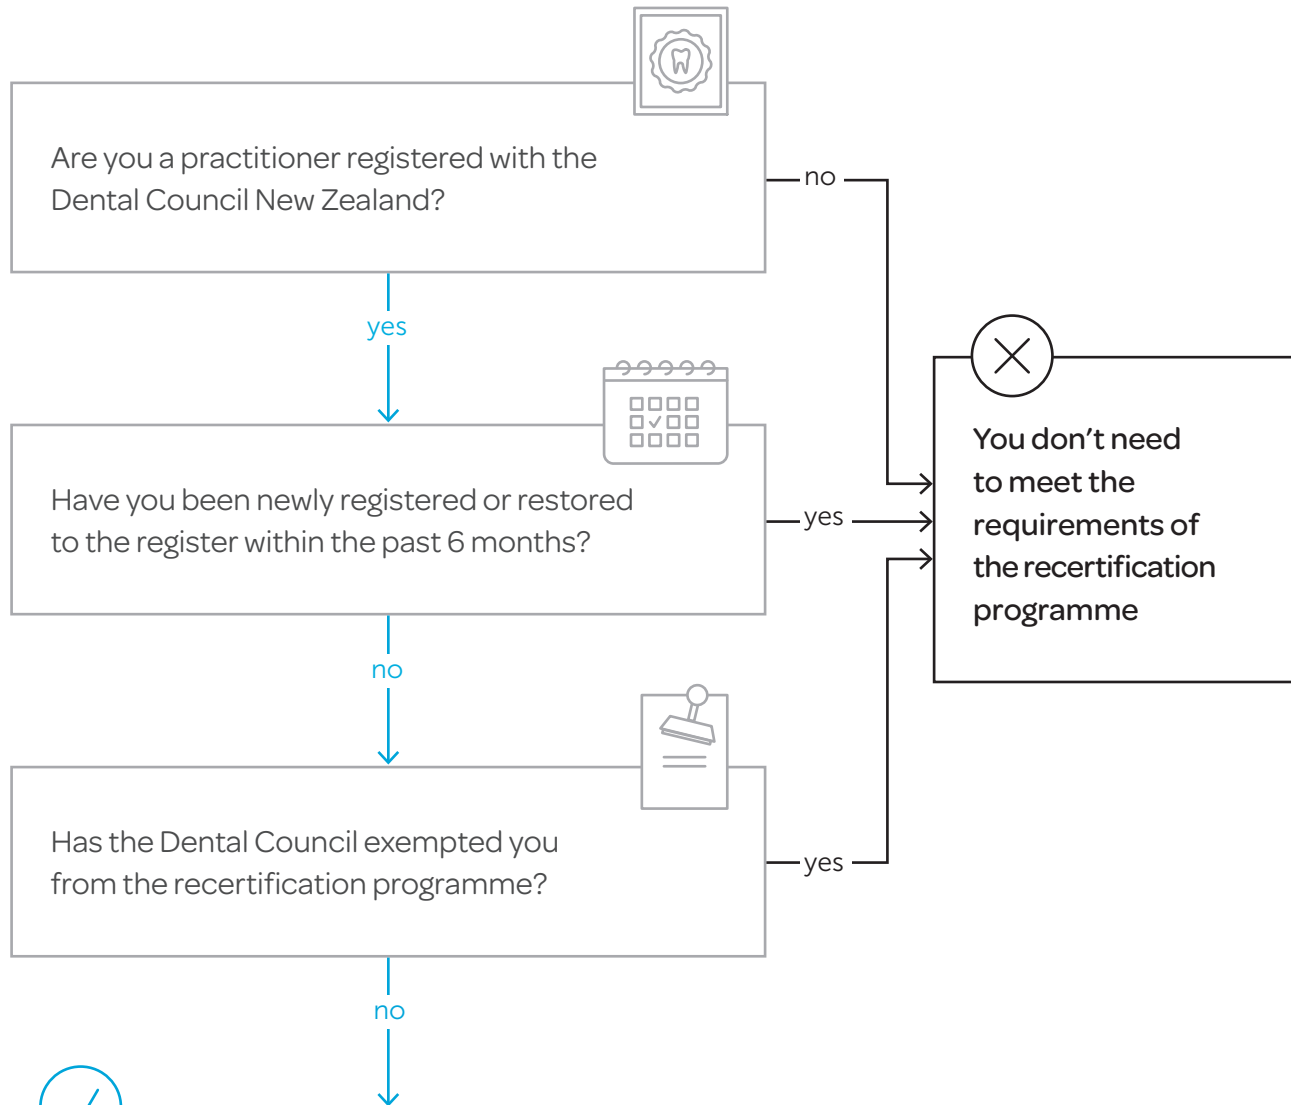 Are you a practitioner registered with the
Dental Council New Zealand?
no
yes
Have you been newly registered or restored
to the register within the past 6 months?
yes
You don't need
to meet the
requirements of
the recertification
programme
no
Has the Dental Council exempted you
from the recertification programme?
yes
no